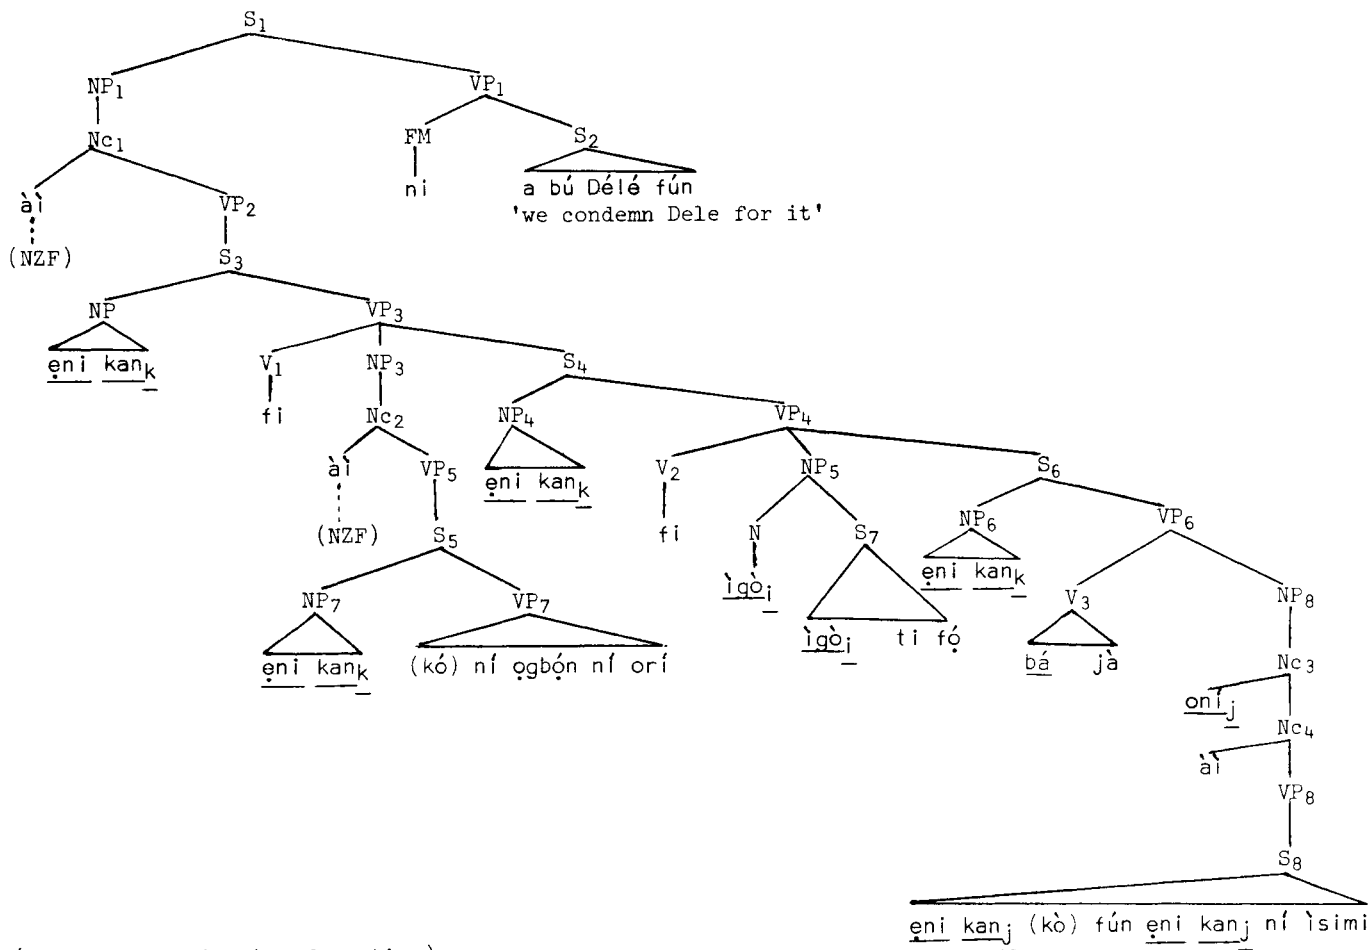 S₁
NP₁ VP₁
Nc₁ FM S₂
ài VP₂ ni a bú Délé fún
'we condemn Dele for it'
(NZF) S₃
NP VP₃
ẹni kanₖ V₁ NP₃ S₄
fi Nc₂ NP₄ VP₄
ài VP₅ ẹni kanₖ V₂ NP₅ S₆
(NZF) S₅ fi N S₇ NP₆ VP₆
ìgòᵢ ẹni kanₖ
NP₇ VP₇ ìgòᵢ ti fọ́ V₃ NP₈
ẹni kanₖ (kó) ní ọgbọ́n ní orí bá jà Nc₃
oníⱼ
Nc₄
ài
VP₈
S₈
ẹni kanⱼ (kò) fún ẹni kanⱼ ní ìsimi